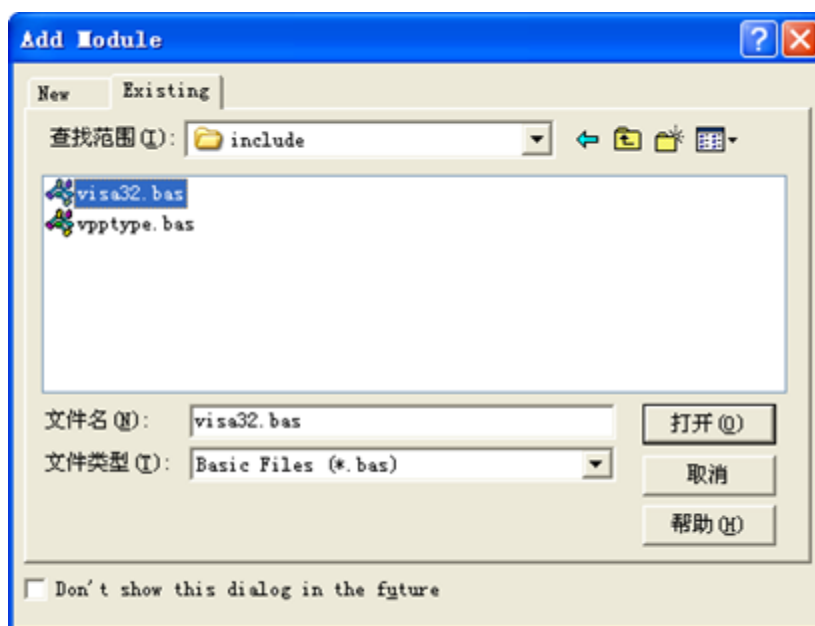 Add Module
New Existing
查找范围(I): include
visa32.bas
vpptype.bas
文件名(N): visa32.bas 打开(O)
文件类型(T): Basic Files (*.bas) 取消
帮助(H)
Don't show this dialog in the future